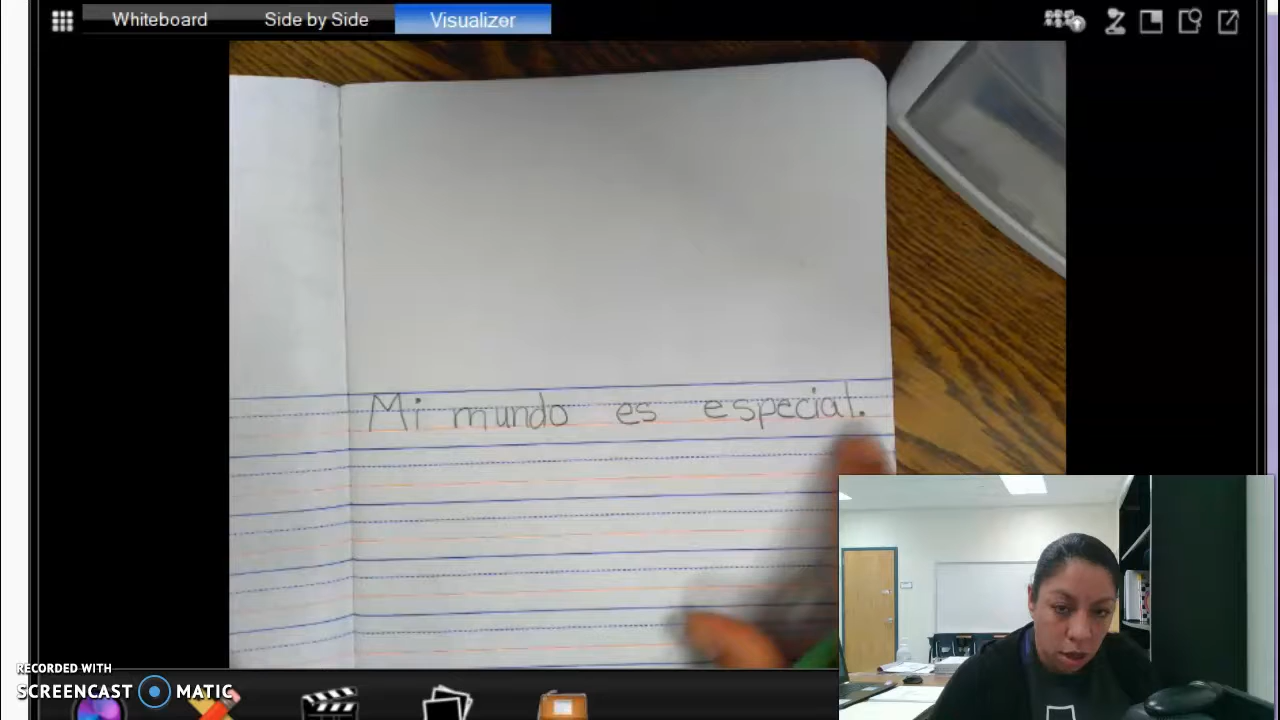 Whiteboard Side by Side Visualizer
Mi mundo es especial.
RECORDED WITH
SCREENCAST MATIC